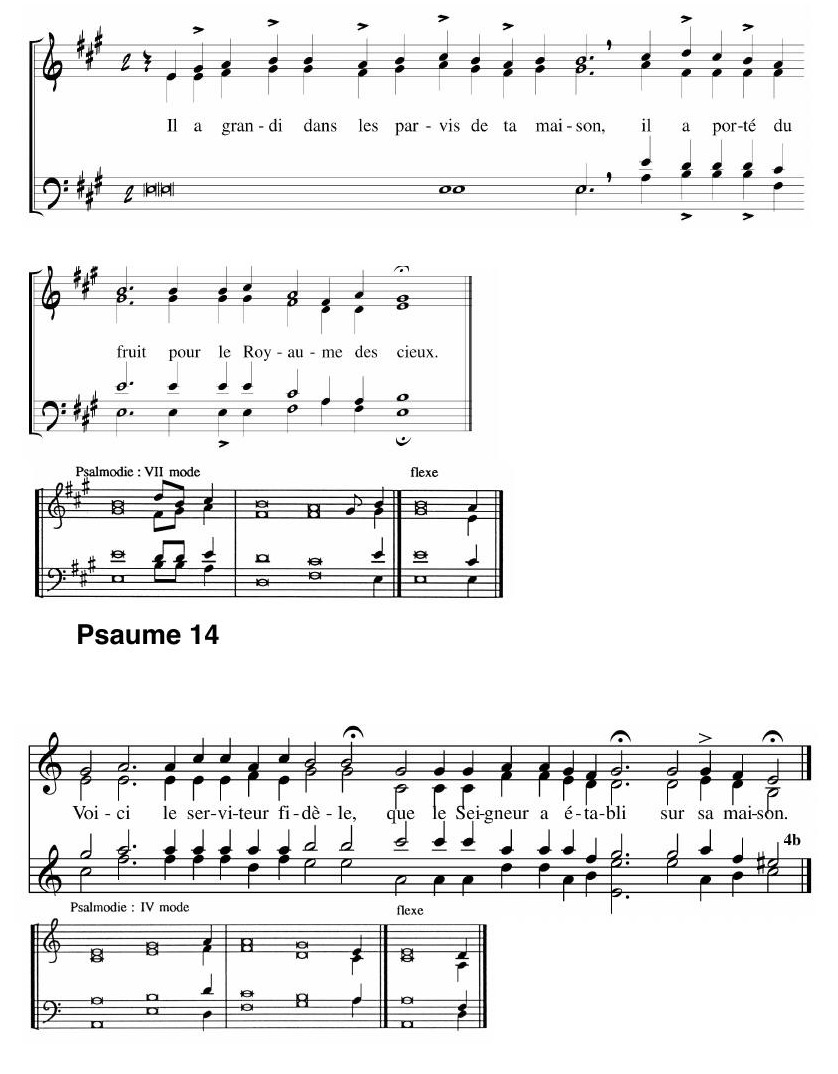 Il a gran - di dans les par - vis de ta mai - son, il a por-té du
fruit pour le Roy - au - me des cieux.
Psalmodie : VII mode flexe
Psaume 14
Voi - ci le ser-vi-teur fi-dè - le, que le Sei-gneur a é-ta-bli sur sa mai-son.
4b
Psalmodie : IV mode flexe